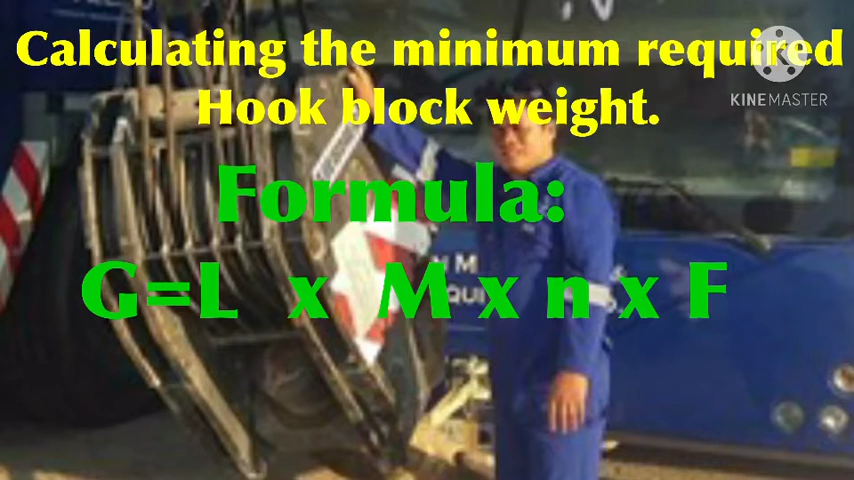 Calculating the minimum required
KINEMASTER
Hook block weight.
Formula:
G=L x M x n x F